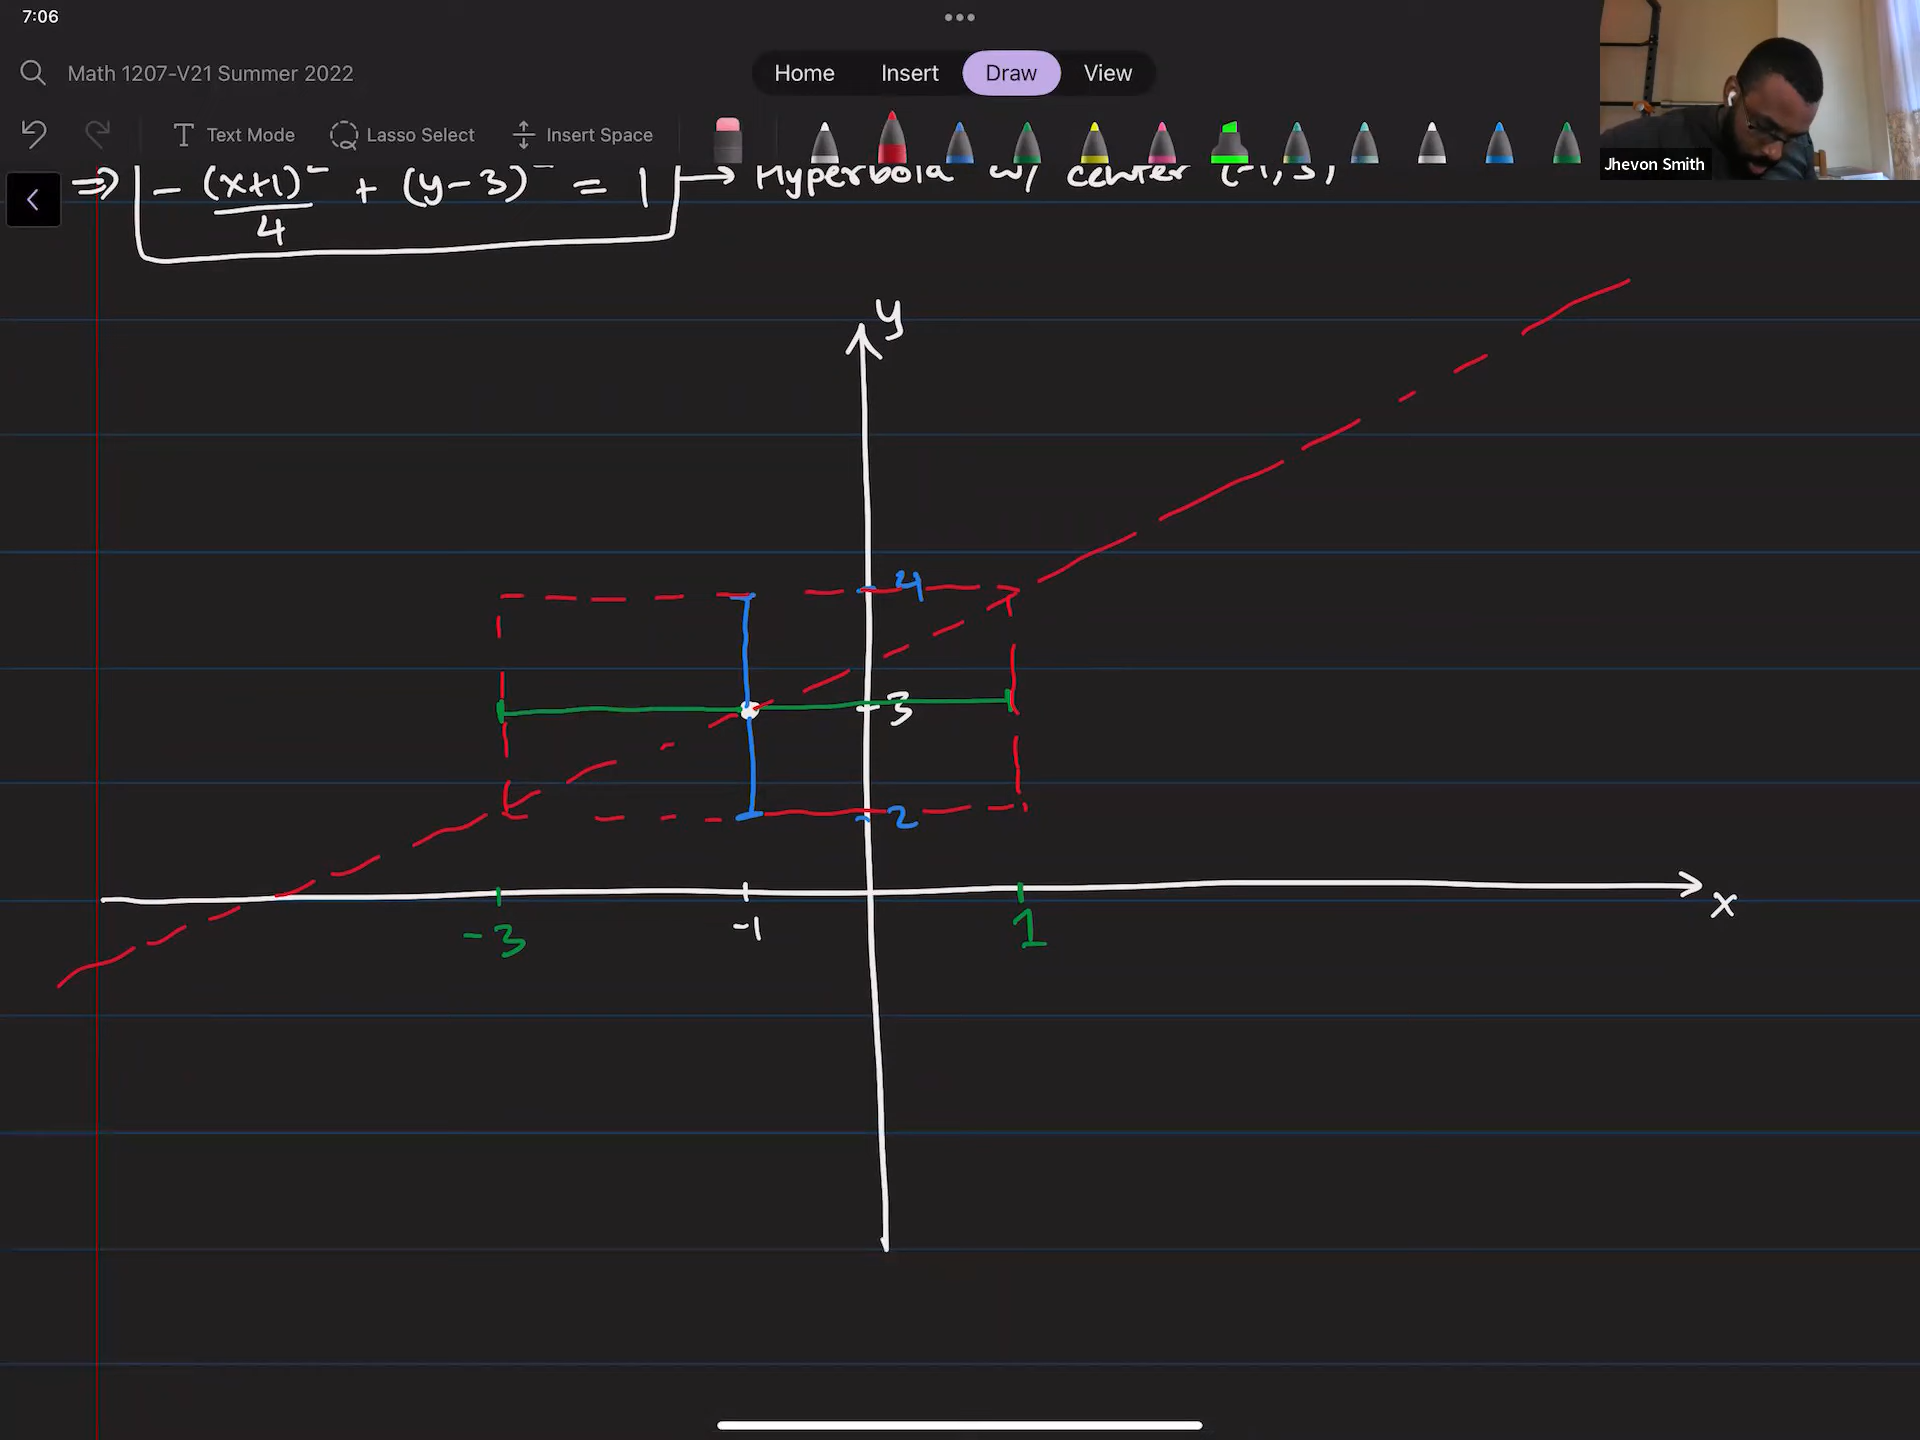 7:06
Math 1207-V21 Summer 2022
Home Insert Draw View
Text Mode Lasso Select Insert Space
Jhevon Smith
⇒ - (x+1)²/4 + (y-3)² = 1 → Hyperbola w/ center (-1, 3)
y
4
3
2
x
-3 -1 1